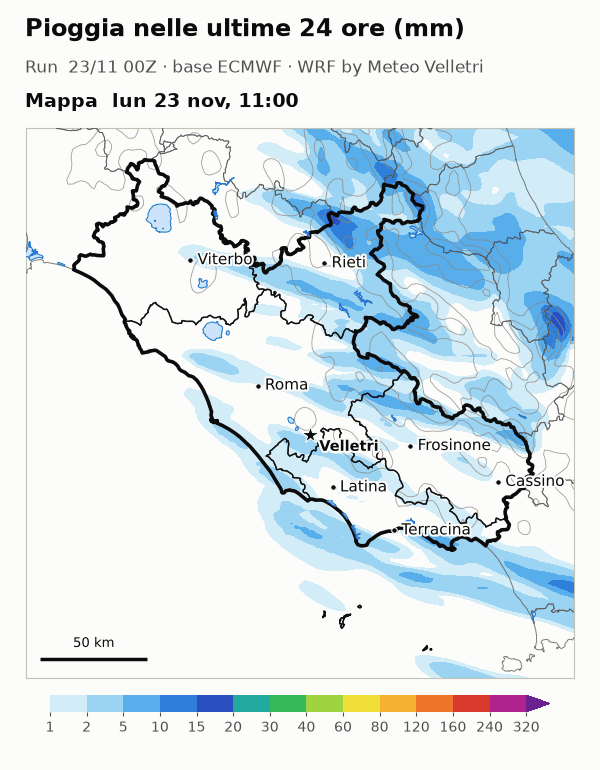 Pioggia nelle ultime 24 ore (mm)
Run  23/11 00Z · base ECMWF · WRF by Meteo Velletri
Mappa  lun 23 nov, 11:00
Viterbo
Rieti
Roma
Velletri
Frosinone
Latina
Cassino
Terracina
50 km
1 2 5 10 15 20 30 40 60 80 120 160 240 320